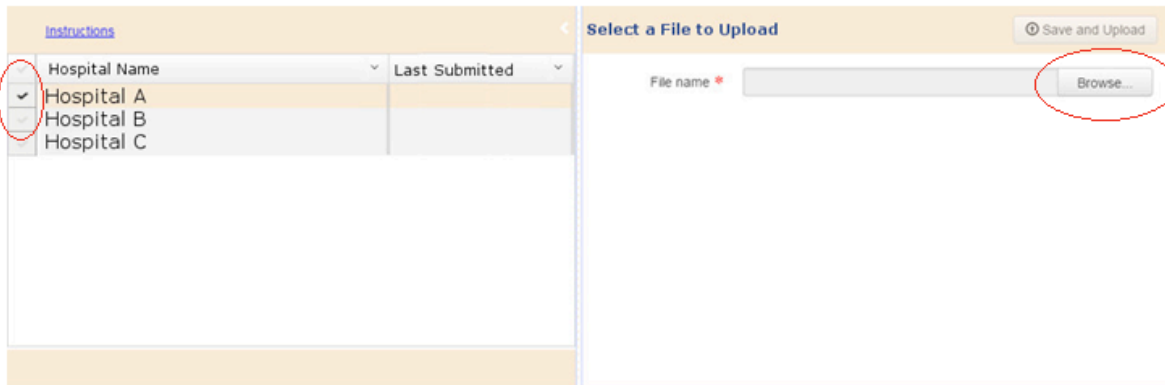 Instructions
Hospital Name
Last Submitted
Hospital A
Hospital B
Hospital C
Select a File to Upload
Save and Upload
File name *
Browse...